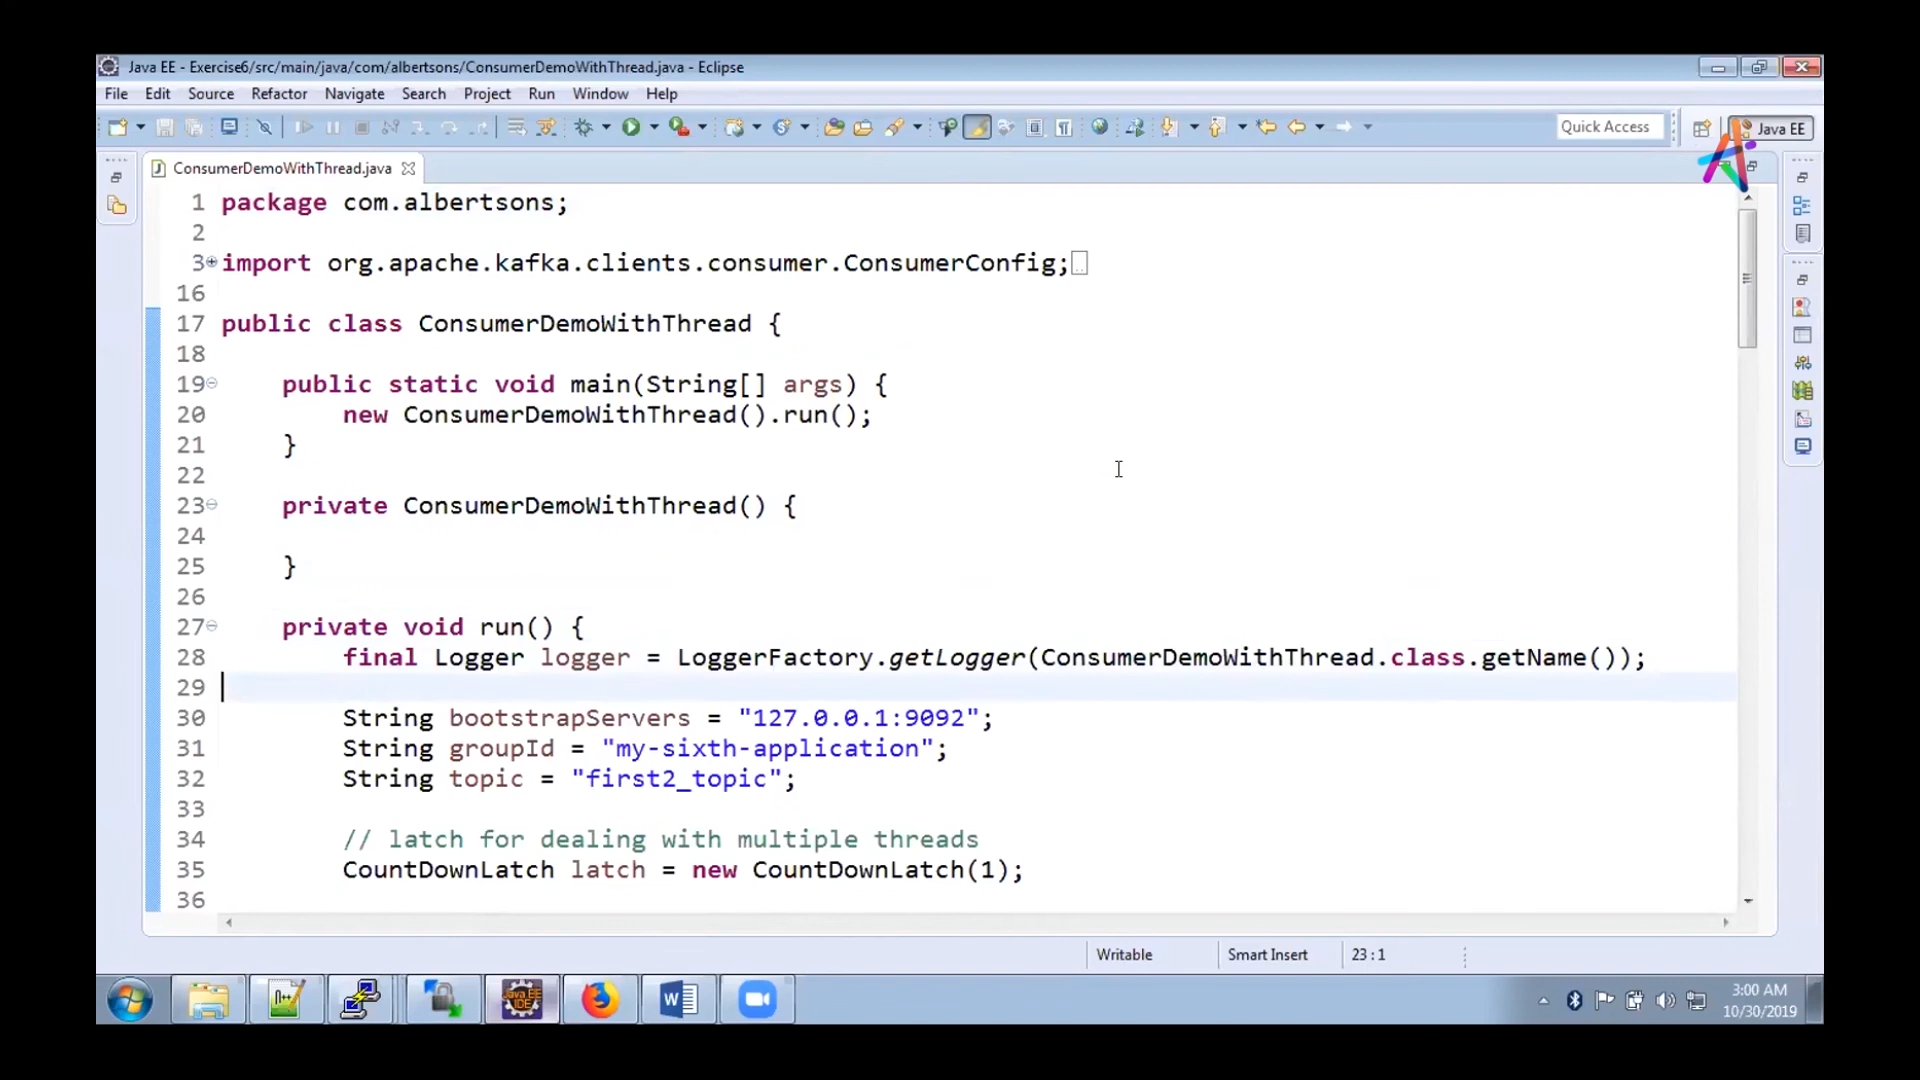 Java EE - Exercise6/src/main/java/com/albertsons/ConsumerDemoWithThread.java - Eclipse
File Edit Source Refactor Navigate Search Project Run Window Help
Quick Access
Java EE
ConsumerDemoWithThread.java
1 package com.albertsons;
2
3 import org.apache.kafka.clients.consumer.ConsumerConfig;
16
17 public class ConsumerDemoWithThread {
18
19 public static void main(String[] args) {
20 new ConsumerDemoWithThread().run();
21 }
22
23 private ConsumerDemoWithThread() {
24
25 }
26
27 private void run() {
28 final Logger logger = LoggerFactory.getLogger(ConsumerDemoWithThread.class.getName());
29
30 String bootstrapServers = "127.0.0.1:9092";
31 String groupId = "my-sixth-application";
32 String topic = "first2_topic";
33
34 // latch for dealing with multiple threads
35 CountDownLatch latch = new CountDownLatch(1);
36
Writable Smart Insert 23 : 1
n++
Java EE
IDE
W
3:00 AM
10/30/2019